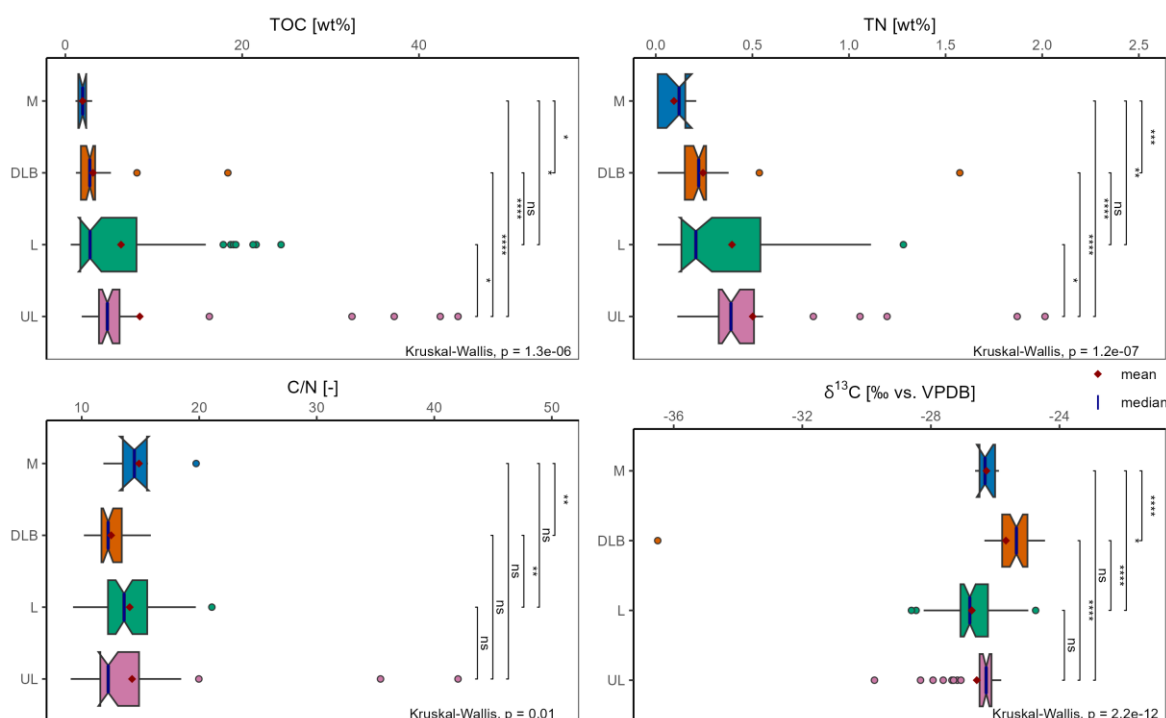 TOC [wt%]
0 20 40
M
DLB
L
UL
*
*
ns
****
****
*
Kruskal-Wallis, p = 1.3e-06
TN [wt%]
0.0 0.5 1.0 1.5 2.0 2.5
M
DLB
L
UL
***
**
ns
****
****
*
Kruskal-Wallis, p = 1.2e-07
mean
median
C/N [-]
10 20 30 40 50
M
DLB
L
UL
**
ns
**
ns
ns
ns
Kruskal-Wallis, p = 0.01
δ13C [‰ vs. VPDB]
-36 -32 -28 -24
M
DLB
L
UL
****
*
****
ns
****
ns
Kruskal-Wallis, p = 2.2e-12